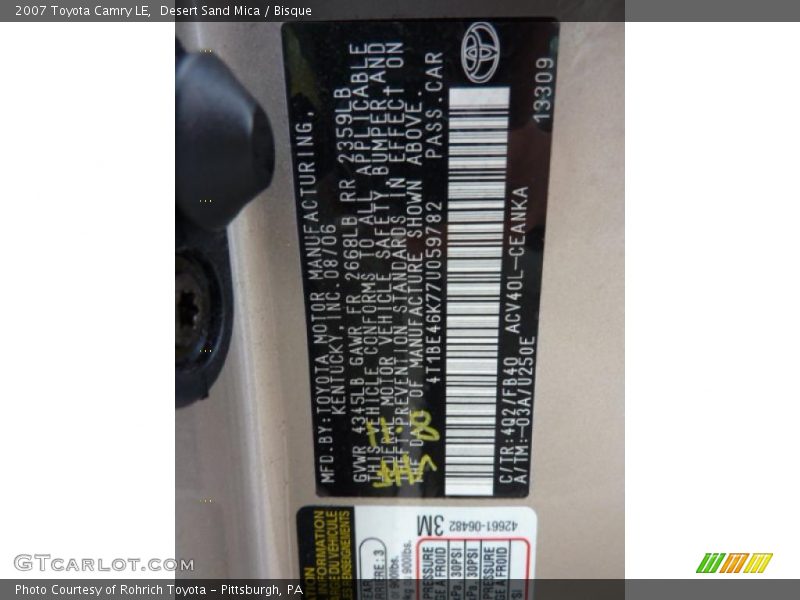 2007 Toyota Camry LE, Desert Sand Mica / Bisque
MFD.BY:TOYOTA MOTOR MANUFACTURING,
KENTUCKY, INC. 08/06
GVWR 4345LB GAWR FR 2668LB RR 2359LB
THIS VEHICLE CONFORMS TO ALL APPLICABLE
FEDERAL MOTOR VEHICLE SAFETY, BUMPER AND
THEFT PREVENTION STANDARDS IN EFFECT ON
THE DATE OF MANUFACTURE SHOWN ABOVE.
4T1BE46K77U059782 PASS.CAR
C/TR:4Q2/FB40 ACV40L-CEANKA
A/TM:-03A/U250E
13309
42661-06482 3M
PRESSURE
30PSI
PRESSURE
30PSI
PRESSURE
GTCarLot.com
Photo Courtesy of Rohrich Toyota - Pittsburgh, PA